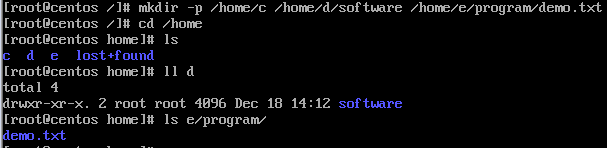 [root@centos /]# mkdir -p /home/c /home/d/software /home/e/program/demo.txt
[root@centos /]# cd /home
[root@centos home]# ls
c  d  e  lost+found
[root@centos home]# ll d
total 4
drwxr-xr-x. 2 root root 4096 Dec 18 14:12 software
[root@centos home]# ls e/program/
demo.txt